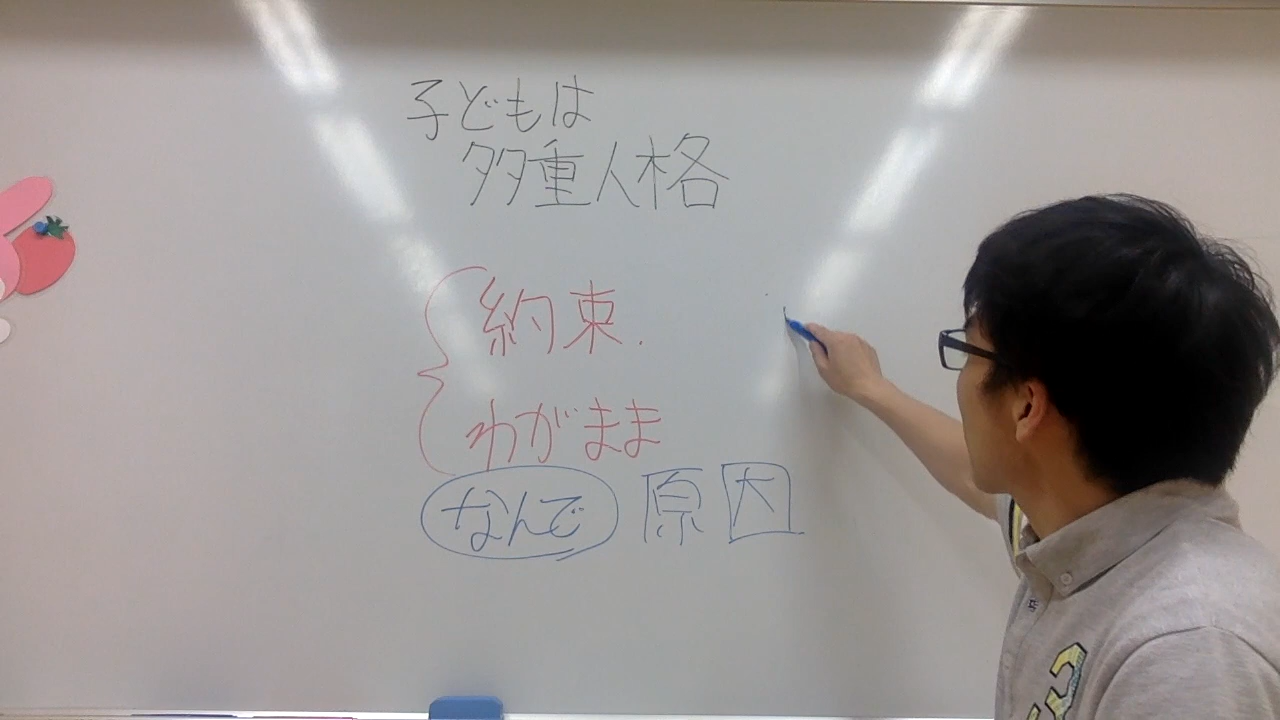 子どもは
多重人格
約束.
わがまま
なんで 原因